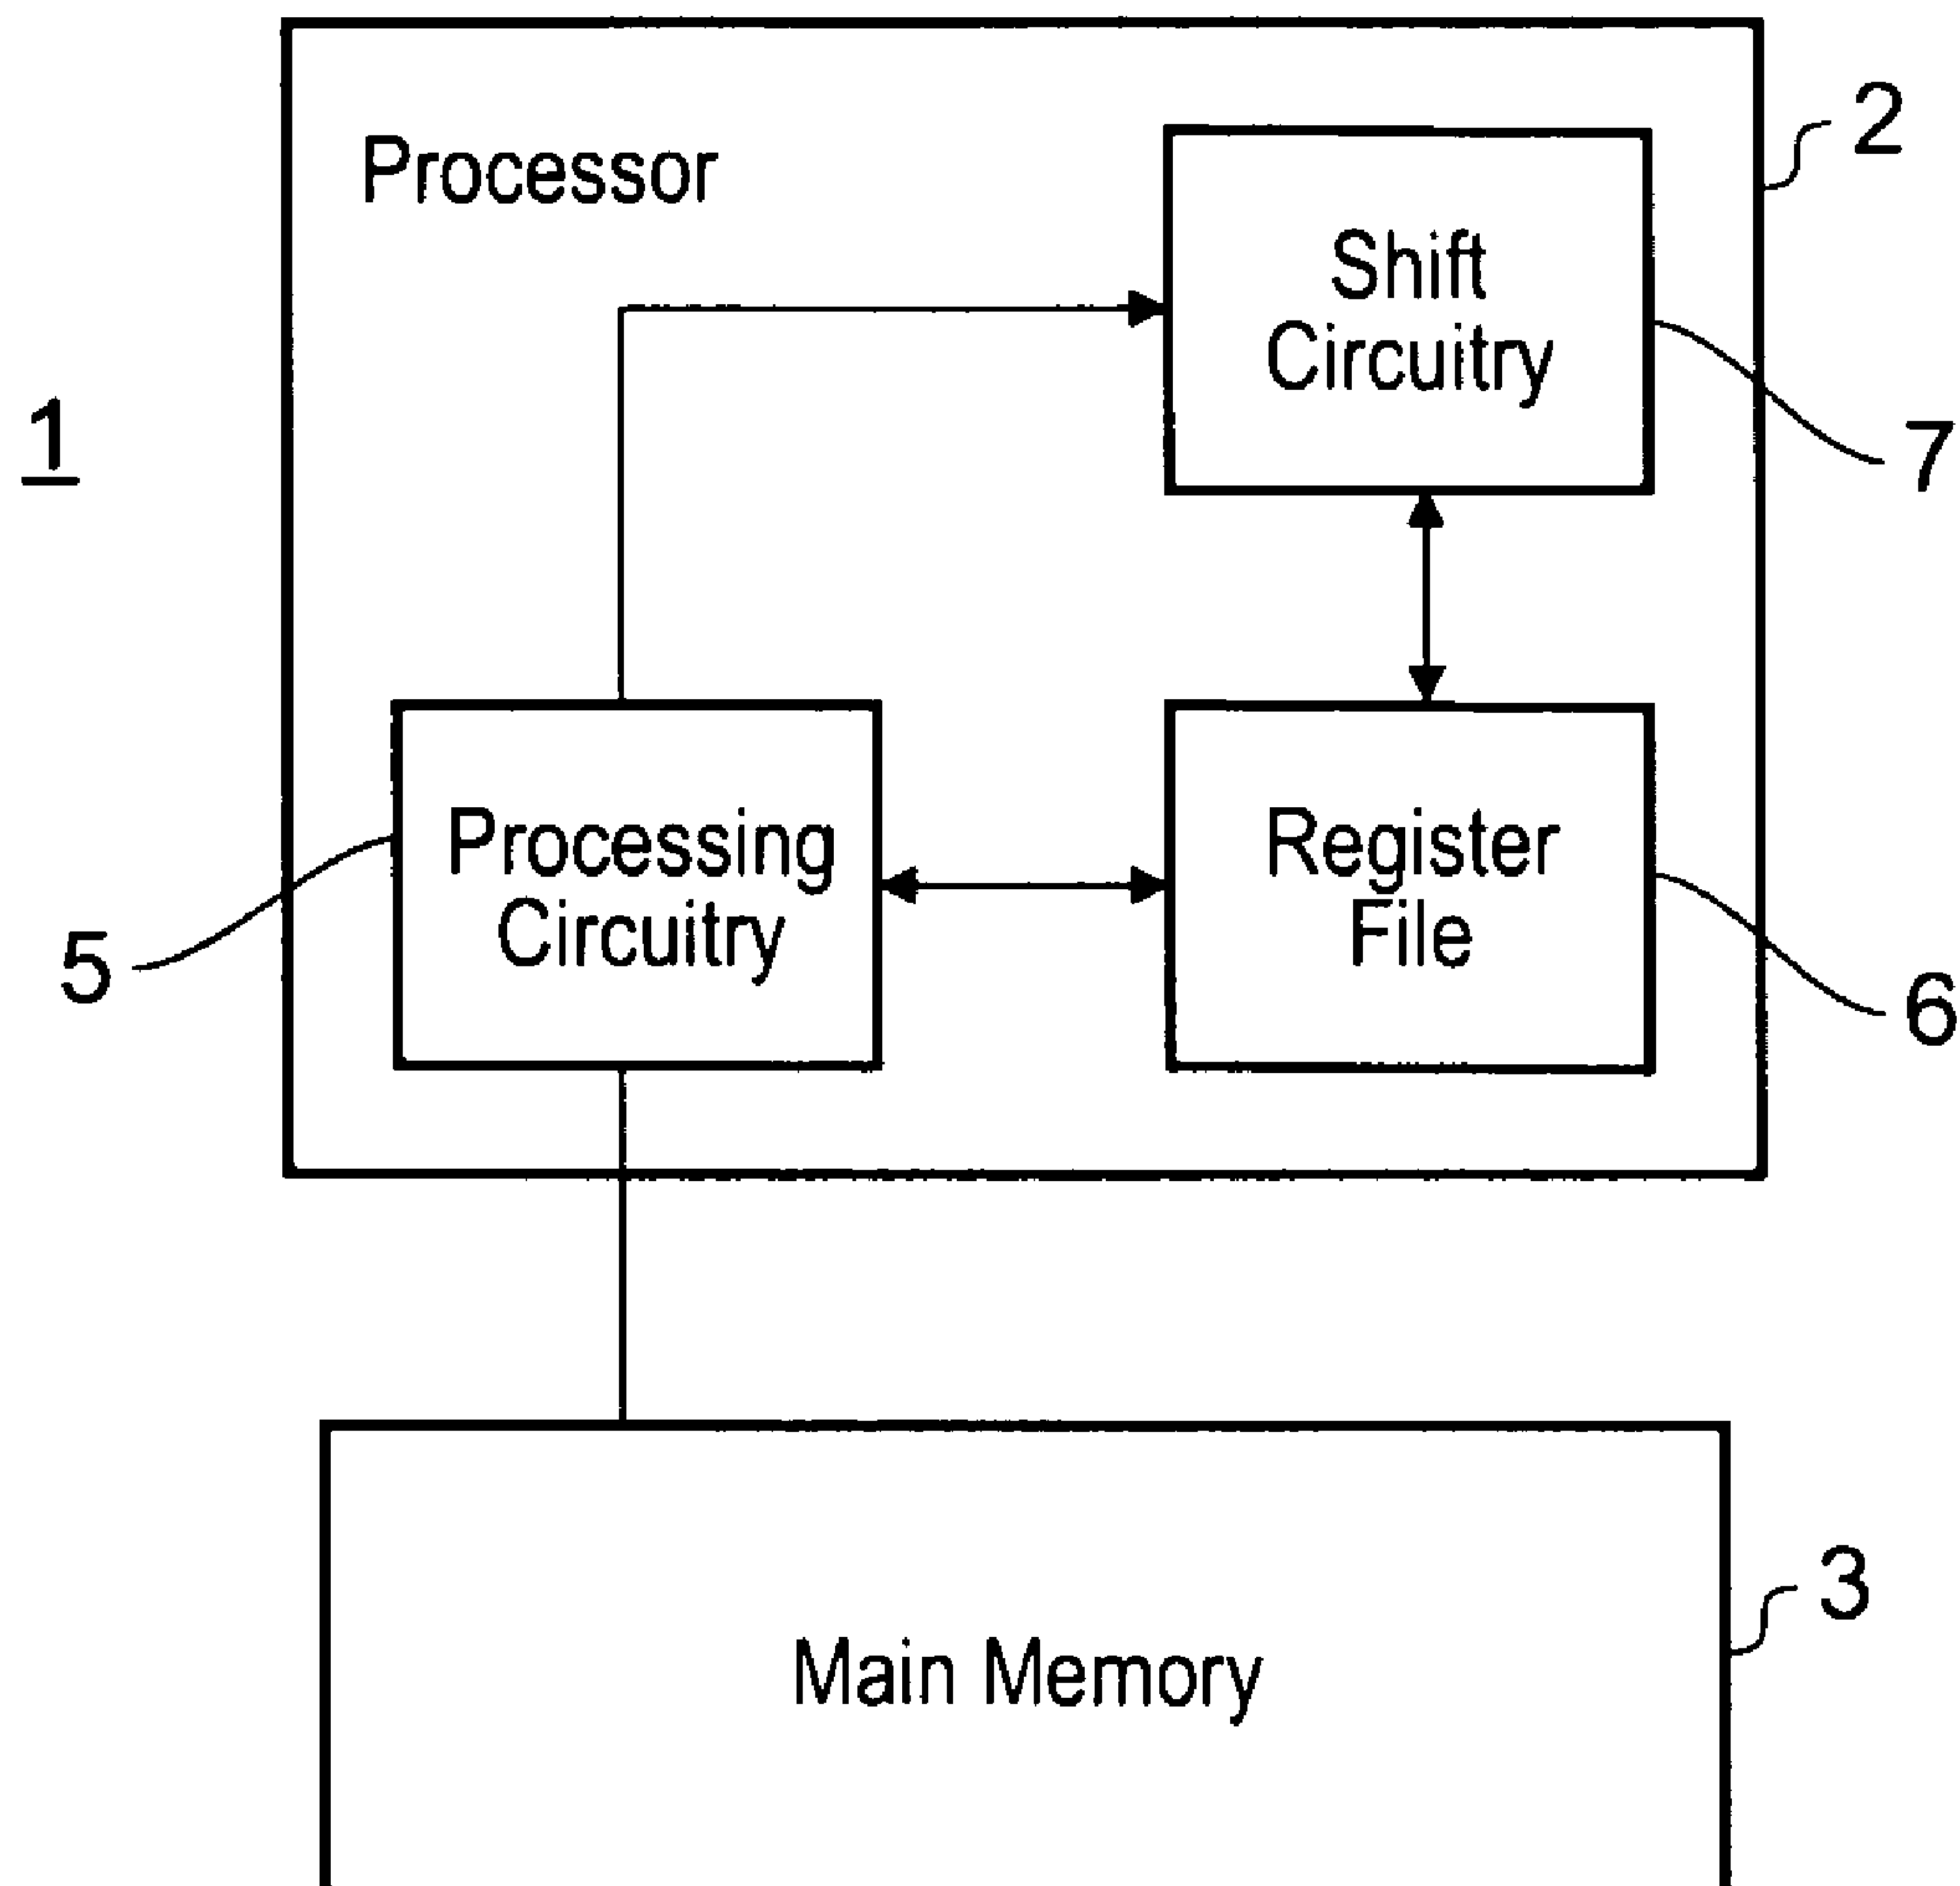 Processor
2
Shift
Circuitry
1
7
Processing
Circuitry
Register
File
5
6
3
Main Memory